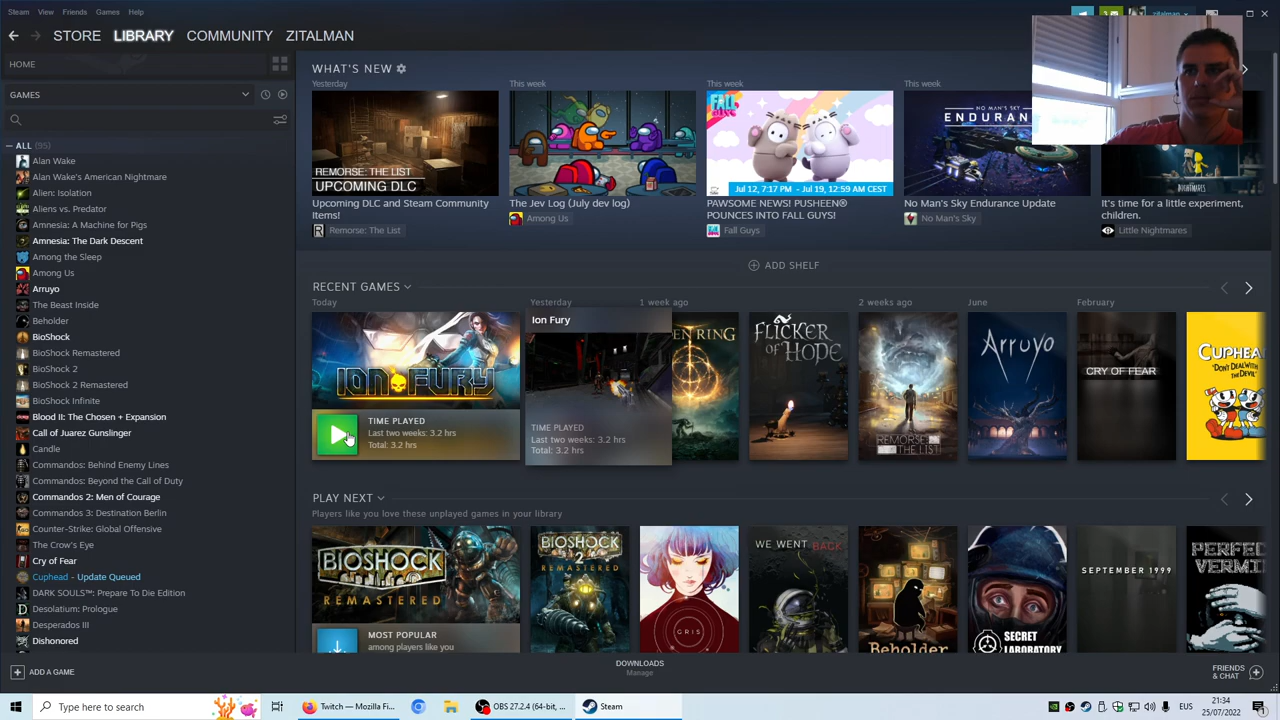 Steam View Friends Games Help
zitalman
STORE LIBRARY COMMUNITY ZITALMAN
HOME
GAMES
ALL (95)
Alan Wake
Alan Wake's American Nightmare
Alien: Isolation
Aliens vs. Predator
Amnesia: A Machine for Pigs
Amnesia: The Dark Descent
Among the Sleep
Among Us
Arruyo
The Beast Inside
Beholder
BioShock
BioShock Remastered
BioShock 2
BioShock 2 Remastered
BioShock Infinite
Blood II: The Chosen + Expansion
Call of Juarez Gunslinger
Candle
Commandos: Behind Enemy Lines
Commandos: Beyond the Call of Duty
Commandos 2: Men of Courage
Commandos 3: Destination Berlin
Counter-Strike: Global Offensive
The Crow's Eye
Cry of Fear
Cuphead - Update Queued
DARK SOULS™: Prepare To Die Edition
Desolatium: Prologue
Desperados III
Dishonored
ADD A GAME
WHAT'S NEW
Yesterday
REMORSE: THE LIST
UPCOMING DLC
Upcoming DLC and Steam Community
Items!
Remorse: The List
This week
The Jev Log (July dev log)
Among Us
This week
FALL GUYS
Jul 12, 7:17 PM - Jul 19, 12:59 AM CEST
PAWSOME NEWS! PUSHEEN®
POUNCES INTO FALL GUYS!
Fall Guys
This week
NO MAN'S SKY
ENDURAN
No Man's Sky Endurance Update
No Man's Sky
NIGHTMARES
It's time for a little experiment,
children.
Little Nightmares
ADD SHELF
RECENT GAMES
Today
ION FURY
TIME PLAYED
Last two weeks: 3.2 hrs
Total: 3.2 hrs
Yesterday
Ion Fury
TIME PLAYED
Last two weeks: 3.2 hrs
Total: 3.2 hrs
1 week ago
EN RING
FLICKER
OF HOPE
2 weeks ago
REMORSE
THE LIST
June
ARRUYO
February
CRY OF FEAR
CUPHEA
"DON'T DEAL WITH
THE DEVIL"
PLAY NEXT
Players like you love these unplayed games in your library
BIOSHOCK
REMASTERED
MOST POPULAR
among players like you
BIOSHOCK
2
REMASTERED
GRIS
WE WENT BACK
Beholder
SECRET
LABORATORY
SEPTEMBER 1999
PERFEC
VERMI
DOWNLOADS
Manage
FRIENDS
& CHAT
Type here to search
Twitch — Mozilla Fi...
OBS 27.2.4 (64-bit, ...
Steam
EUS
21:34
25/07/2022